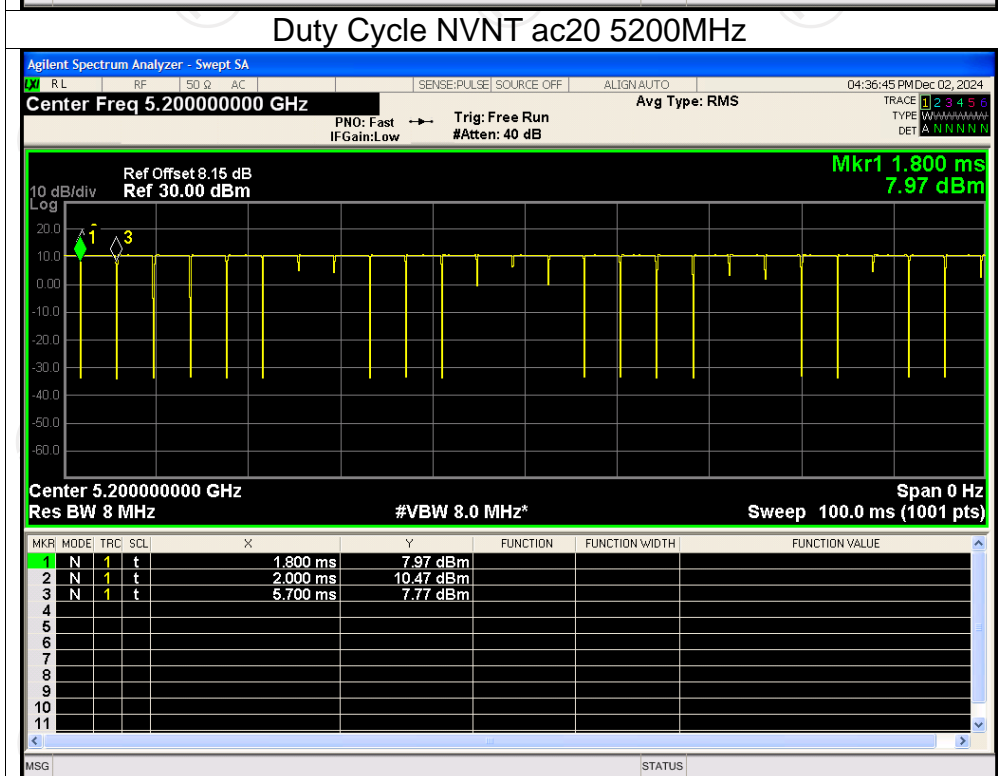 Duty Cycle NVNT ac20 5200MHz
Agilent Spectrum Analyzer - Swept SA
LXI RL RF 50 Ω AC SENSE:PULSE SOURCE OFF ALIGN AUTO 04:36:45 PM Dec 02, 2024
Center Freq 5.200000000 GHz Avg Type: RMS TRACE 1 2 3 4 5 6
PNO: Fast Trig: Free Run TYPE WWWWWW
IFGain:Low #Atten: 40 dB DET A N N N N N
Mkr1 1.800 ms
Ref Offset 8.15 dB
10 dB/div Ref 30.00 dBm 7.97 dBm
Log
20.0
1 3
10.0
0.00
-10.0
-20.0
-30.0
-40.0
-50.0
-60.0
Center 5.200000000 GHz Span 0 Hz
Res BW 8 MHz #VBW 8.0 MHz* Sweep 100.0 ms (1001 pts)
MKR MODE TRC SCL X Y FUNCTION FUNCTION WIDTH FUNCTION VALUE
1 N 1 t 1.800 ms 7.97 dBm
2 N 1 t 2.000 ms 10.47 dBm
3 N 1 t 5.700 ms 7.77 dBm
4
5
6
7
8
9
10
11
MSG STATUS